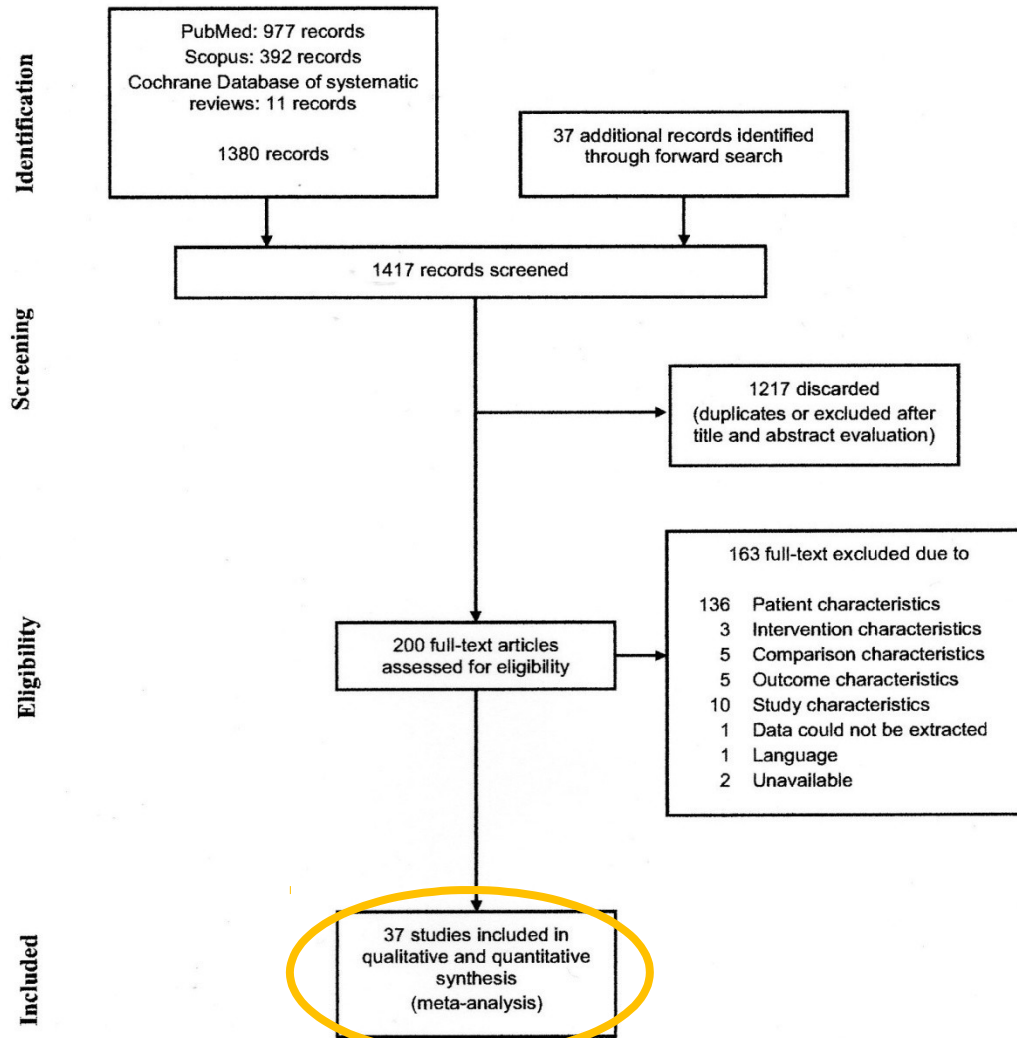 Identification
PubMed: 977 records
Scopus: 392 records
Cochrane Database of systematic
reviews: 11 records
1380 records
37 additional records identified
through forward search
Screening
1417 records screened
1217 discarded
(duplicates or excluded after
title and abstract evaluation)
Eligibility
200 full-text articles
assessed for eligibility
163 full-text excluded due to
136 Patient characteristics
3 Intervention characteristics
5 Comparison characteristics
5 Outcome characteristics
10 Study characteristics
1 Data could not be extracted
1 Language
2 Unavailable
Included
37 studies included in
qualitative and quantitative
synthesis
(meta-analysis)